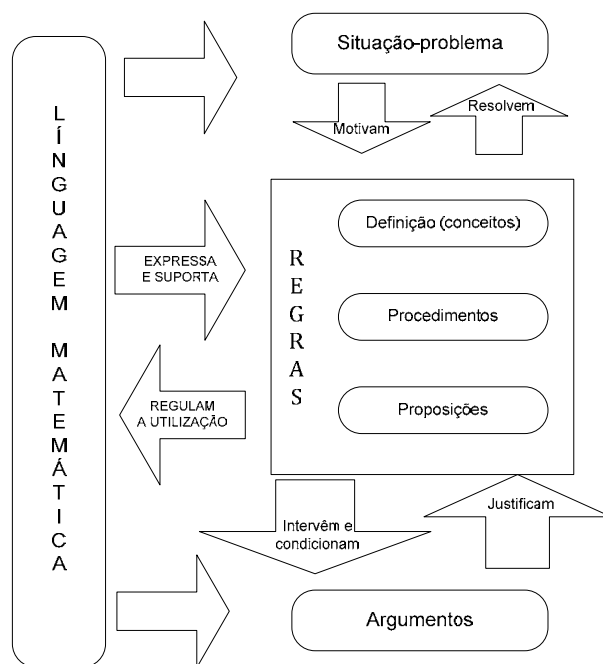 LÍNGUAGEM MATEMÁTICA
Situação-problema
Motivam
Resolvem
EXPRESSA
E SUPORTA
REGRAS
Definição (conceitos)
Procedimentos
Proposições
REGULAM
A UTILIZAÇÃO
Intervêm e
condicionam
Justificam
Argumentos